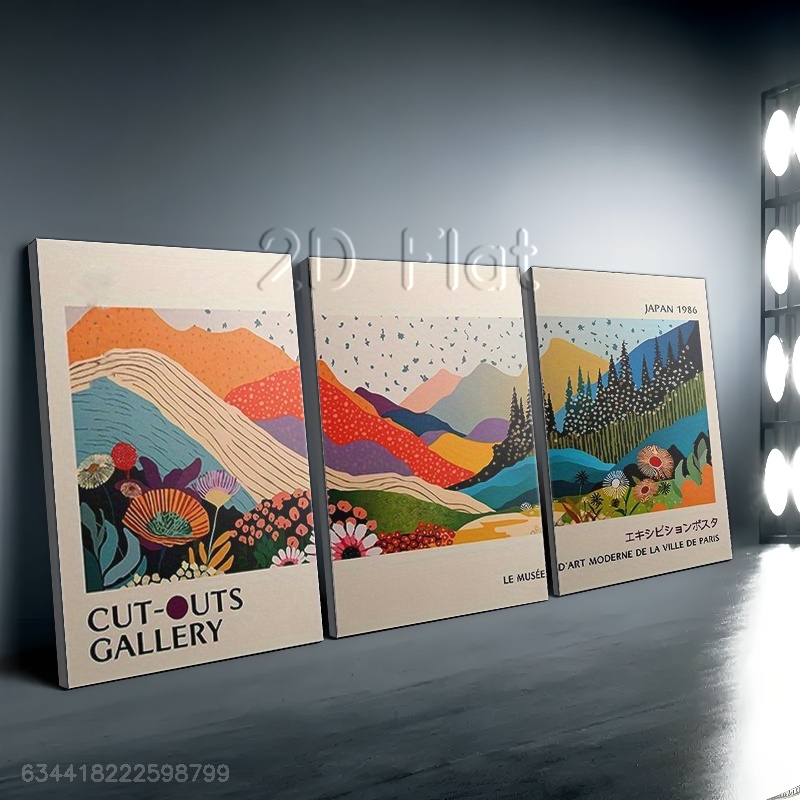 2D Flat
JAPAN 1986
エキシビションポスタ
LE MUSÉE D'ART MODERNE DE LA VILLE DE PARIS
CUT-OUTS
GALLERY
634418222598799